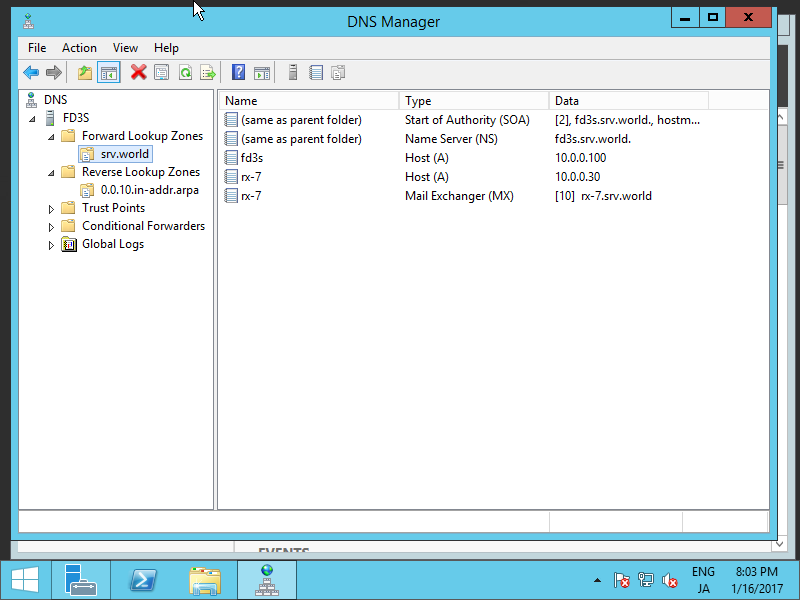 DNS Manager
File Action View Help
DNS
FD3S
Forward Lookup Zones
srv.world
Reverse Lookup Zones
0.0.10.in-addr.arpa
Trust Points
Conditional Forwarders
Global Logs
Name Type Data
(same as parent folder) Start of Authority (SOA) [2], fd3s.srv.world., hostm...
(same as parent folder) Name Server (NS) fd3s.srv.world.
fd3s Host (A) 10.0.0.100
rx-7 Host (A) 10.0.0.30
rx-7 Mail Exchanger (MX) [10] rx-7.srv.world
EVENTS
ENG 8:03 PM
JA 1/16/2017